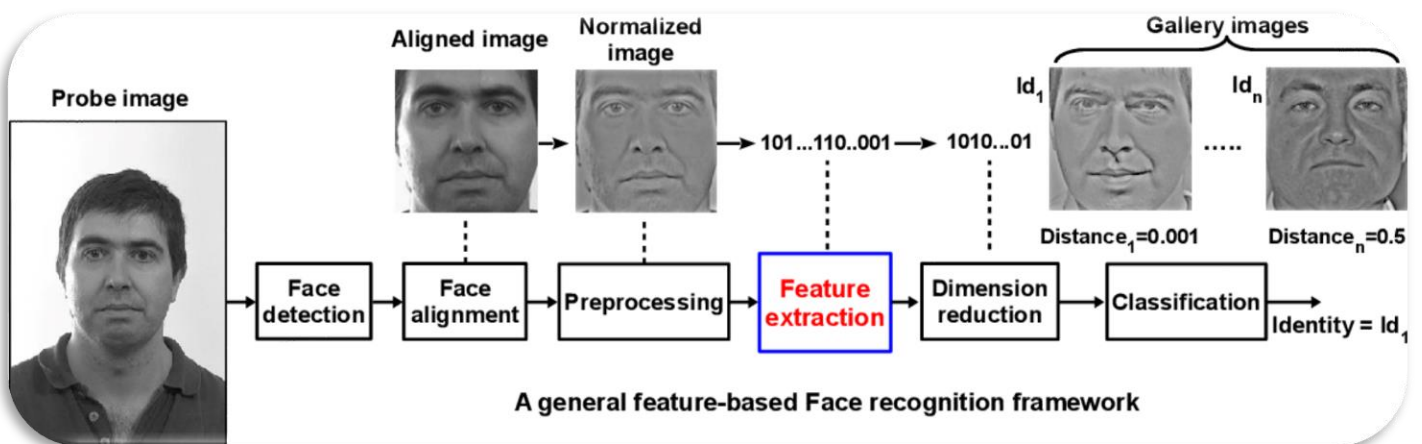 Probe image
Aligned image
Normalized
image
Gallery images
Id1
Idn
101...110..001
1010...01
.....
Distance1=0.001
Distancen=0.5
Face
detection
Face
alignment
Preprocessing
Feature
extraction
Dimension
reduction
Classification
Identity = Id1
A general feature-based Face recognition framework